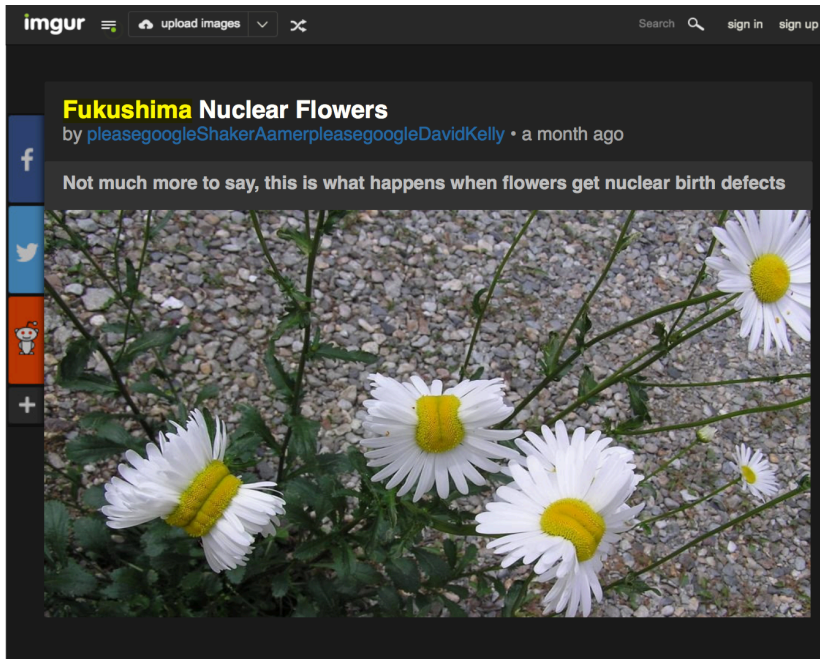 imgur
upload images
Search
sign in
sign up
Fukushima Nuclear Flowers
by pleasegoogleShakerAamerpleasegoogleDavidKelly • a month ago
Not much more to say, this is what happens when flowers get nuclear birth defects